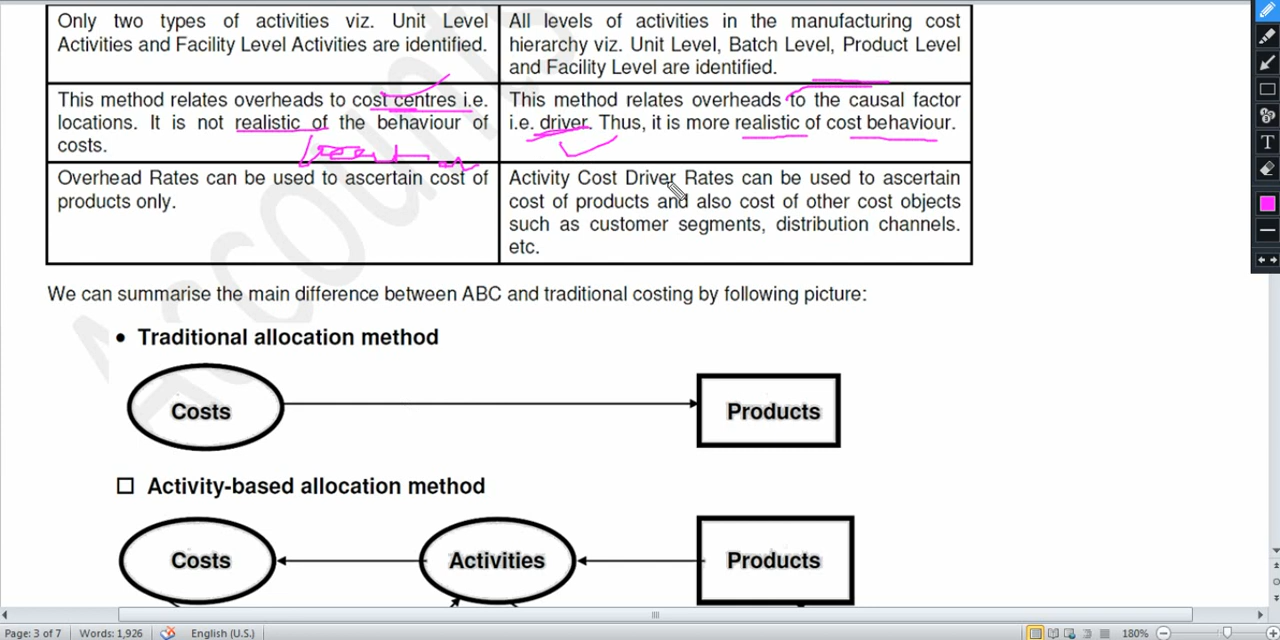 Only two types of activities viz. Unit Level
Activities and Facility Level Activities are identified.
All levels of activities in the manufacturing cost
hierarchy viz. Unit Level, Batch Level, Product Level
and Facility Level are identified.
This method relates overheads to cost centres i.e.
locations. It is not realistic of the behaviour of
costs.
This method relates overheads to the causal factor
i.e. driver. Thus, it is more realistic of cost behaviour.
Overhead Rates can be used to ascertain cost of
products only.
Activity Cost Driver Rates can be used to ascertain
cost of products and also cost of other cost objects
such as customer segments, distribution channels.
etc.
We can summarise the main difference between ABC and traditional costing by following picture:
• Traditional allocation method
Costs
Products
Activity-based allocation method
Costs
Activities
Products
Page: 3 of 7
Words: 1,926
English (U.S.)
180%